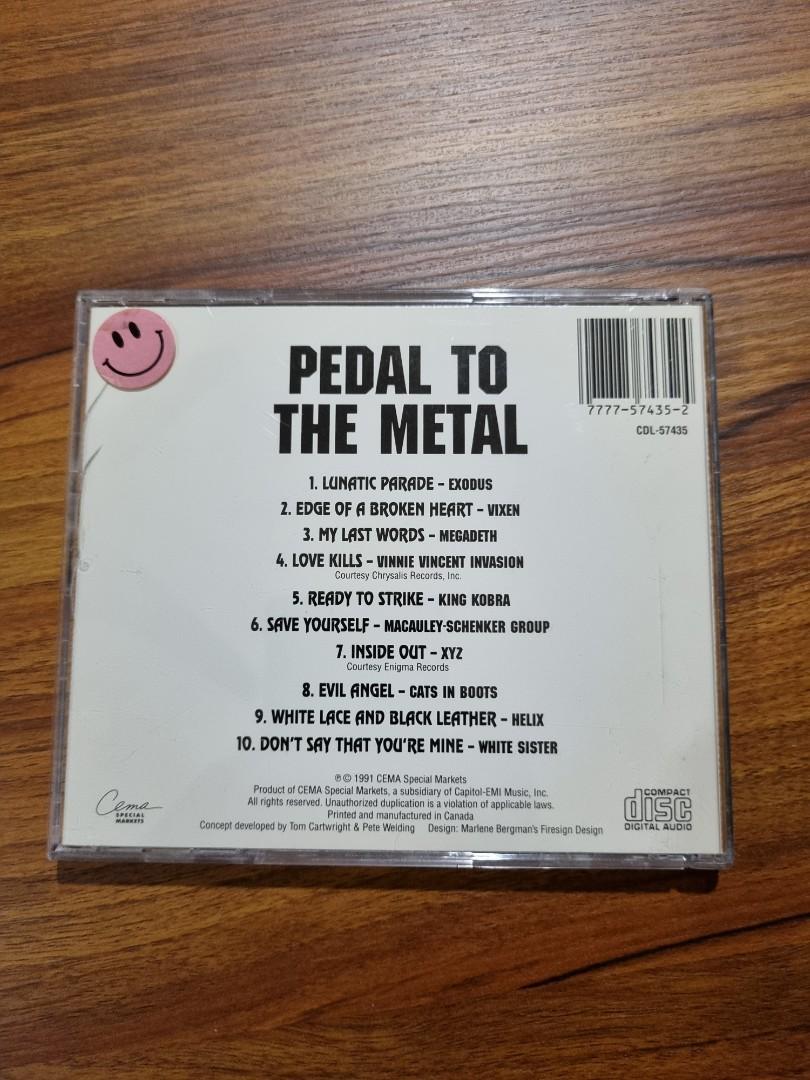 PEDAL TO
THE METAL
7777-57435-2
CDL-57435
1. LUNATIC PARADE – EXODUS
2. EDGE OF A BROKEN HEART – VIXEN
3. MY LAST WORDS – MEGADETH
4. LOVE KILLS – VINNIE VINCENT INVASION
Courtesy Chrysalis Records, Inc.
5. READY TO STRIKE – KING KOBRA
6. SAVE YOURSELF – MACAULEY-SCHENKER GROUP
7. INSIDE OUT – XYZ
Courtesy Enigma Records
8. EVIL ANGEL – CATS IN BOOTS
9. WHITE LACE AND BLACK LEATHER – HELIX
10. DON'T SAY THAT YOU'RE MINE – WHITE SISTER
℗© 1991 CEMA Special Markets
Product of CEMA Special Markets, a subsidiary of Capitol-EMI Music, Inc.
All rights reserved. Unauthorized duplication is a violation of applicable laws.
Printed and manufactured in Canada
Concept developed by Tom Cartwright & Pete Welding Design: Marlene Bergman's Firesign Design
Cema
SPECIAL
MARKETS
COMPACT
disc
DIGITAL AUDIO